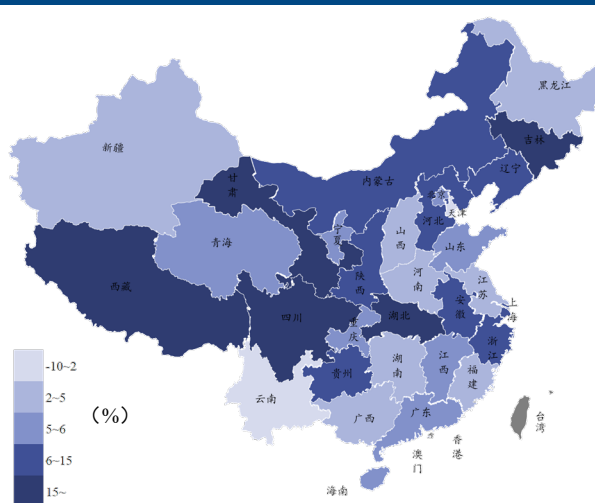 黑龙江
吉林
辽宁
新疆
甘肃
内蒙古
北京
天津
河北
山西
宁夏
青海
山东
陕西
河南
江苏
西藏
安徽
上海
四川
重庆
湖北
浙江
湖南
江西
贵州
福建
云南
广西
广东
台湾
香港
澳门
海南
(%)
-10~2
2~5
5~6
6~15
15~